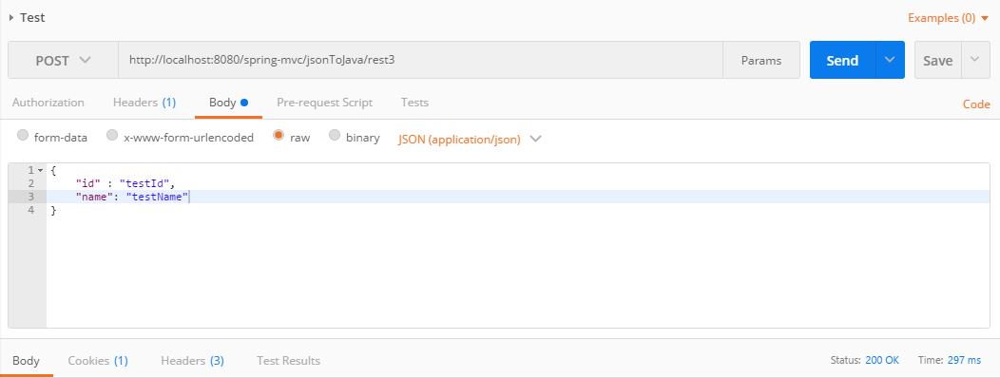 Test Examples (0)
POST http://localhost:8080/spring-mvc/jsonToJava/rest3 Params Send Save
Authorization Headers (1) Body Pre-request Script Tests Code
form-data x-www-form-urlencoded raw binary JSON (application/json)
1 {
2 "id" : "testId",
3 "name": "testName"
4 }
Body Cookies (1) Headers (3) Test Results Status: 200 OK Time: 297 ms